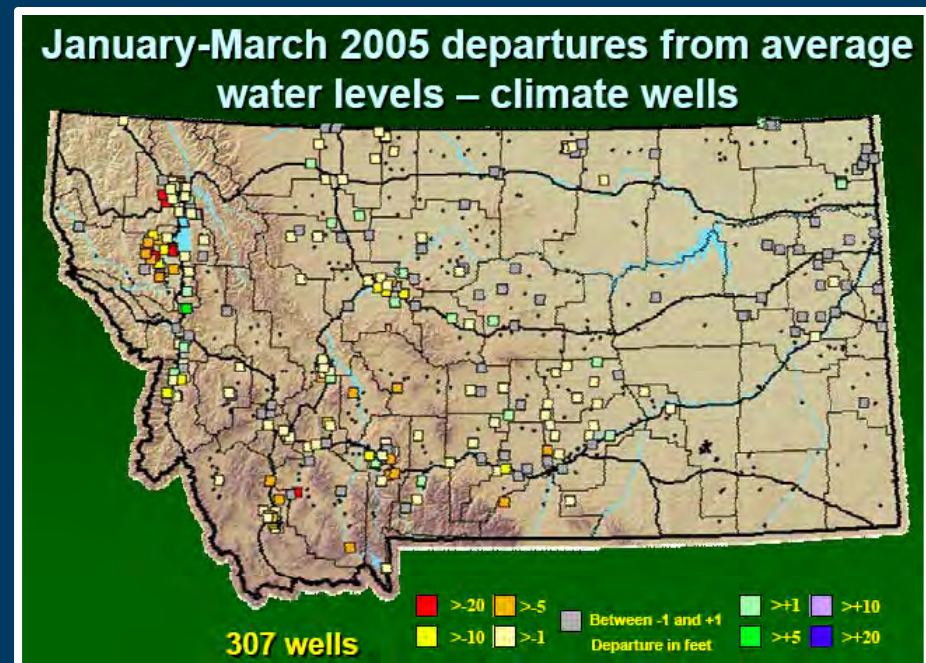 January-March 2005 departures from average
water levels – climate wells
>-20 >-5 Between -1 and +1 >+1 >+10
>-10 >-1 Departure in feet >+5 >+20
307 wells